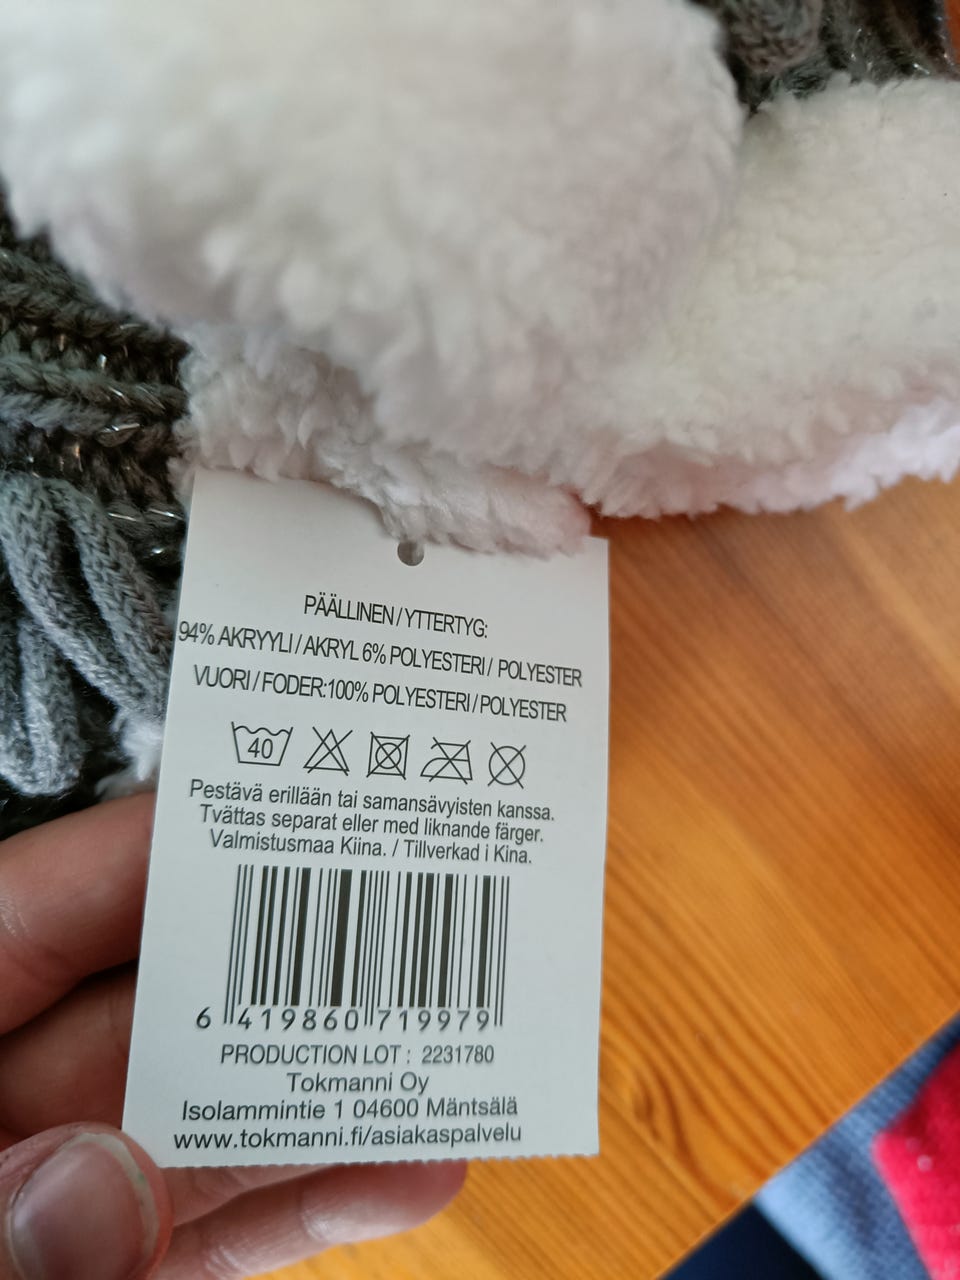 PÄÄLLINEN / YTTERTYG:
94% AKRYYLI / AKRYL 6% POLYESTERI / POLYESTER
VUORI / FODER:100% POLYESTERI / POLYESTER
40
Pestävä erillään tai samansävyisten kanssa.
Tvättas separat eller med liknande färger.
Valmistusmaa Kiina. / Tillverkad i Kina.
6 419860 719979
PRODUCTION LOT : 2231780
Tokmanni Oy
Isolammintie 1 04600 Mäntsälä
www.tokmanni.fi/asiakaspalvelu